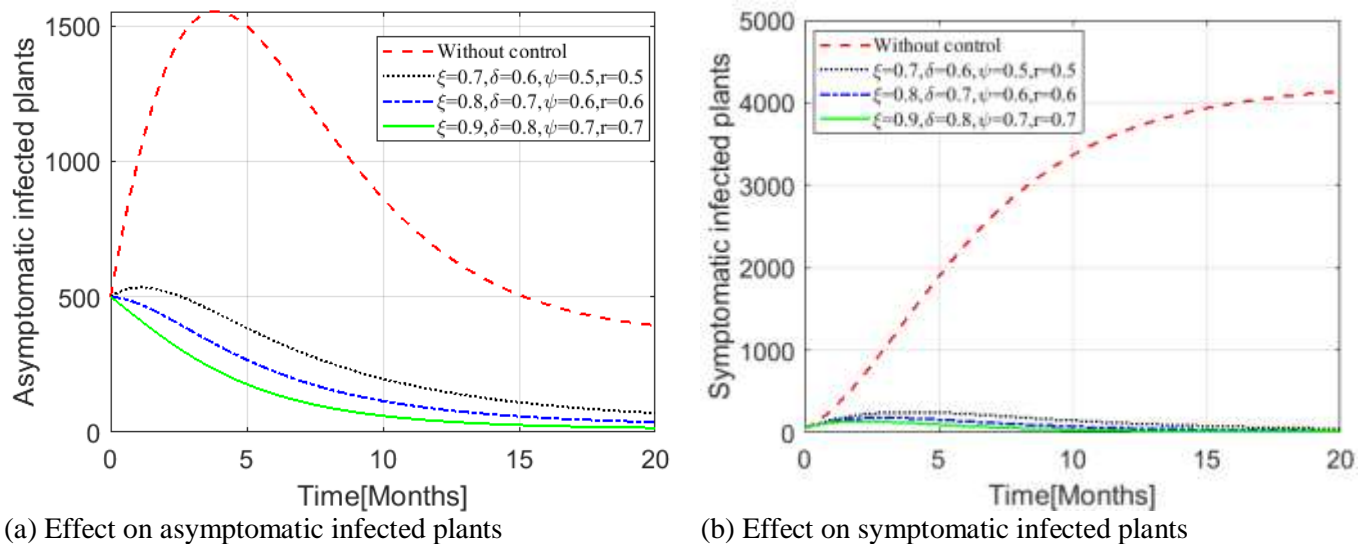 1500
1000
500
0
Asymptomatic infected plants
Without control
ξ=0.7,δ=0.6,ψ=0.5,r=0.5
ξ=0.8,δ=0.7,ψ=0.6,r=0.6
ξ=0.9,δ=0.8,ψ=0.7,r=0.7
0 5 10 15 20
Time[Months]
(a) Effect on asymptomatic infected plants
5000
4000
3000
2000
1000
0
Symptomatic infected plants
Without control
ξ=0.7,δ=0.6,ψ=0.5,r=0.5
ξ=0.8,δ=0.7,ψ=0.6,r=0.6
ξ=0.9,δ=0.8,ψ=0.7,r=0.7
0 5 10 15 20
Time[Months]
(b) Effect on symptomatic infected plants